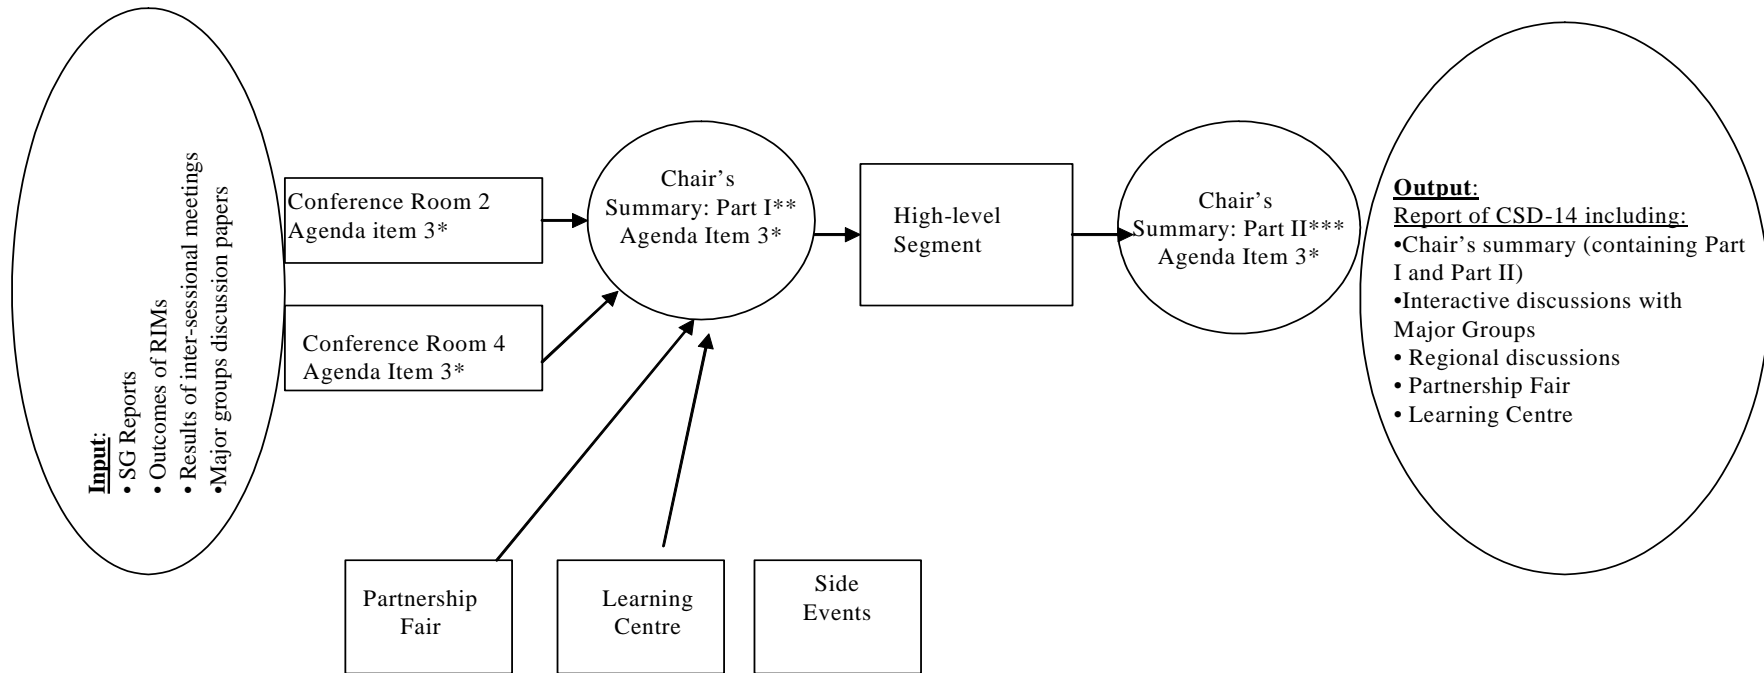 Input:
• SG Reports
• Outcomes of RIMs
• Results of inter-sessional meetings
•Major groups discussion papers
Conference Room 2
Agenda item 3*
Conference Room 4
Agenda Item 3*
Chair's
Summary: Part I**
Agenda Item 3*
High-level
Segment
Chair's
Summary: Part II***
Agenda Item 3*
Output:
Report of CSD-14 including:
•Chair's summary (containing Part
I and Part II)
•Interactive discussions with
Major Groups
• Regional discussions
• Partnership Fair
• Learning Centre
Partnership
Fair
Learning
Centre
Side
Events